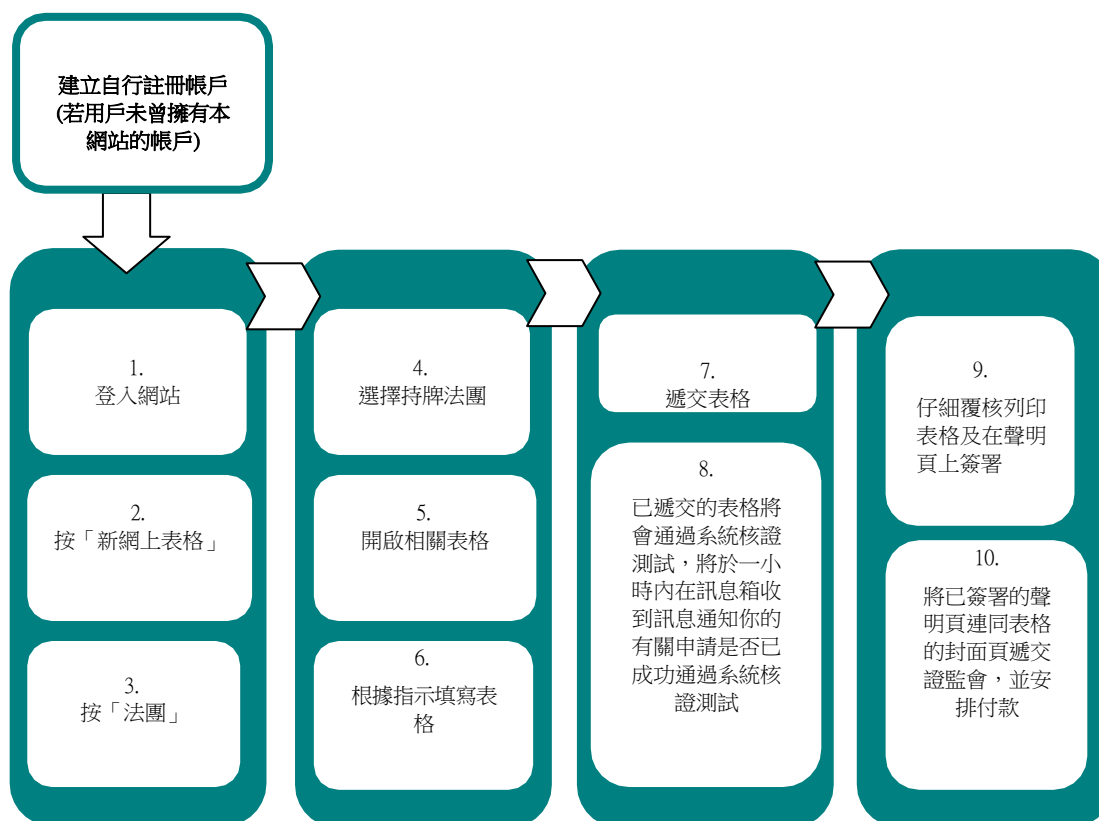 建立自行註冊帳戶
(若用戶未曾擁有本
網站的帳戶)
1.
登入網站
2.
按「新網上表格」
3.
按「法團」
4.
選擇持牌法團
5.
開啟相關表格
6.
根據指示填寫表
格
7.
遞交表格
8.
已遞交的表格將
會通過系統核證
測試，將於一小
時內在訊息箱收
到訊息通知你的
有關申請是否已
成功通過系統核
證測試
9.
仔細覆核列印
表格及在聲明
頁上簽署
10.
將已簽署的聲
明頁連同表格
的封面頁遞交
證監會，並安
排付款